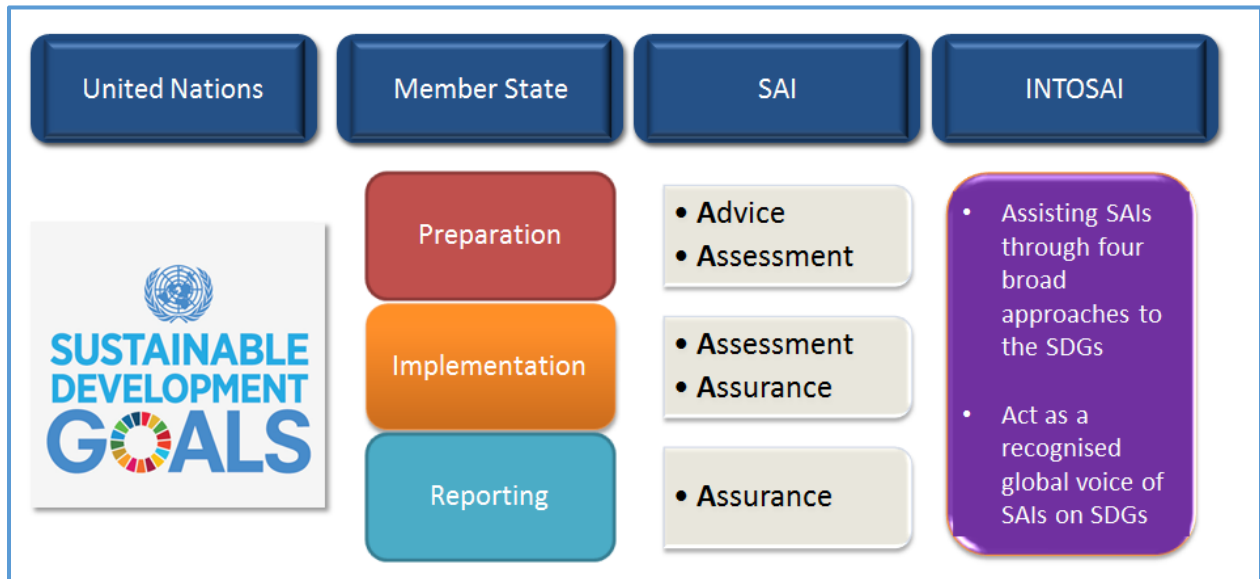 United Nations
Member State
SAI
INTOSAI
SUSTAINABLE
DEVELOPMENT
GOALS
Preparation
Implementation
Reporting
• Advice
• Assessment
• Assessment
• Assurance
• Assurance
• Assisting SAIs
through four
broad
approaches to
the SDGs
• Act as a
recognised
global voice of
SAIs on SDGs